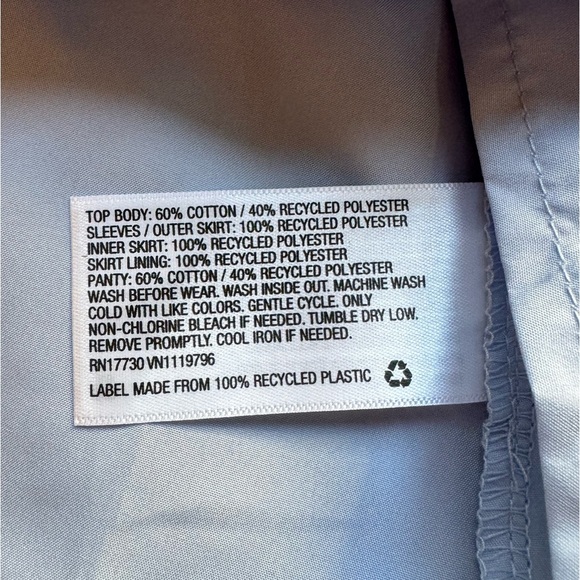 TOP BODY: 60% COTTON / 40% RECYCLED POLYESTER
SLEEVES / OUTER SKIRT: 100% RECYCLED POLYESTER
INNER SKIRT: 100% RECYCLED POLYESTER
SKIRT LINING: 100% RECYCLED POLYESTER
PANTY: 60% COTTON / 40% RECYCLED POLYESTER
WASH BEFORE WEAR. WASH INSIDE OUT. MACHINE WASH
COLD WITH LIKE COLORS. GENTLE CYCLE. ONLY
NON-CHLORINE BLEACH IF NEEDED. TUMBLE DRY LOW.
REMOVE PROMPTLY. COOL IRON IF NEEDED.
RN17730 VN1119796
LABEL MADE FROM 100% RECYCLED PLASTIC